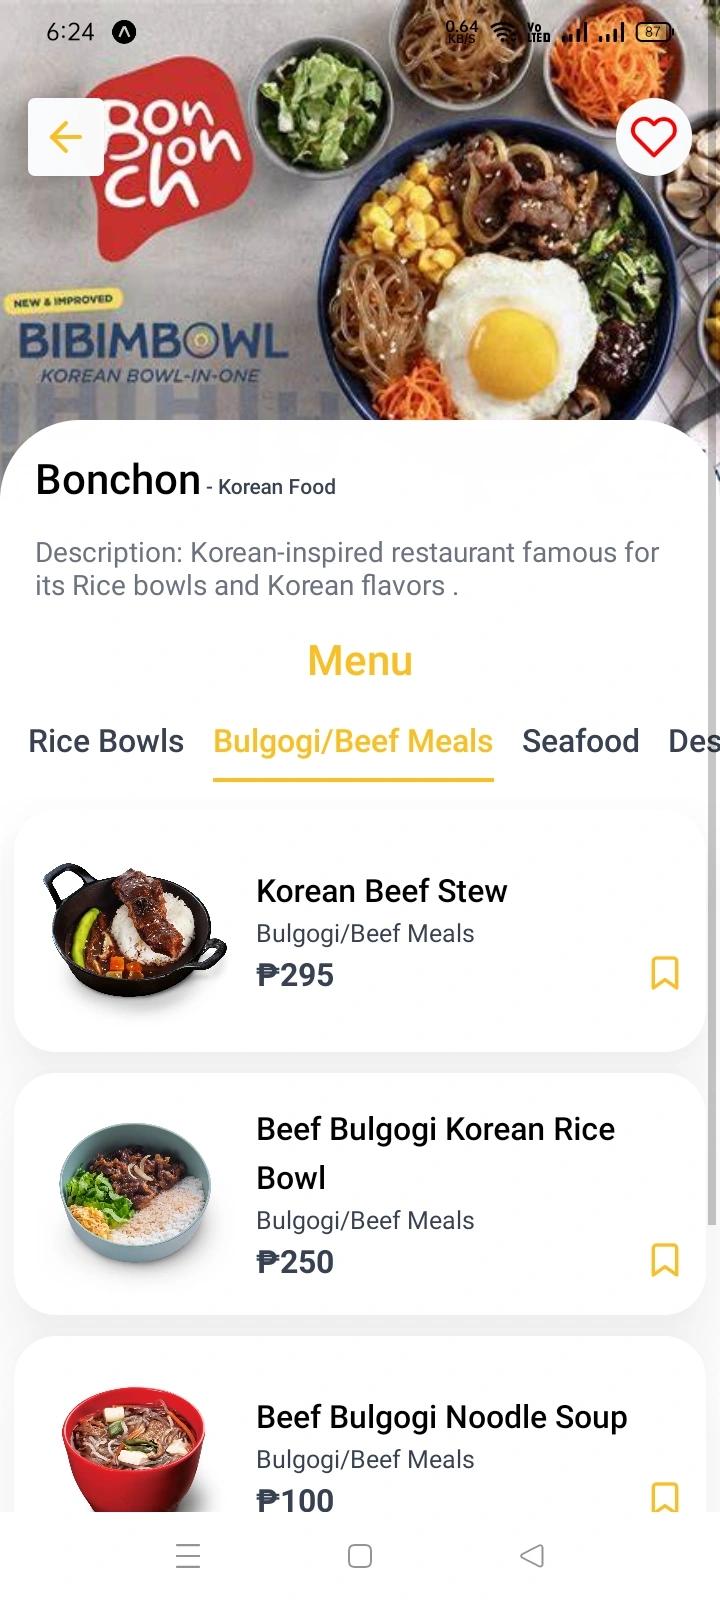 6:24
0.64
KB/S
Vo
LTED
87
Bon
chon
NEW & IMPROVED
BIBIMBOWL
KOREAN BOWL-IN-ONE
Bonchon - Korean Food
Description: Korean-inspired restaurant famous for
its Rice bowls and Korean flavors .
Menu
Rice Bowls Bulgogi/Beef Meals Seafood Des
Korean Beef Stew
Bulgogi/Beef Meals
₱295
Beef Bulgogi Korean Rice
Bowl
Bulgogi/Beef Meals
₱250
Beef Bulgogi Noodle Soup
Bulgogi/Beef Meals
₱100